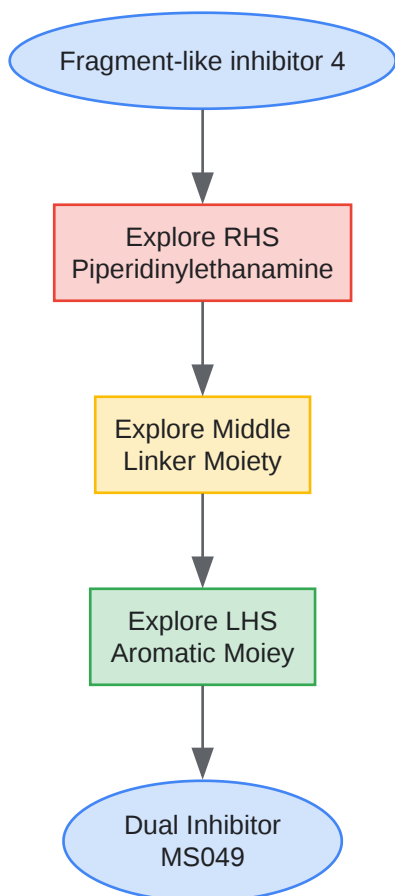 Fragment-like inhibitor 4
Explore RHS
Piperidinylethanamine
Explore Middle
Linker Moiety
Explore LHS
Aromatic Moiey
Dual Inhibitor
MS049